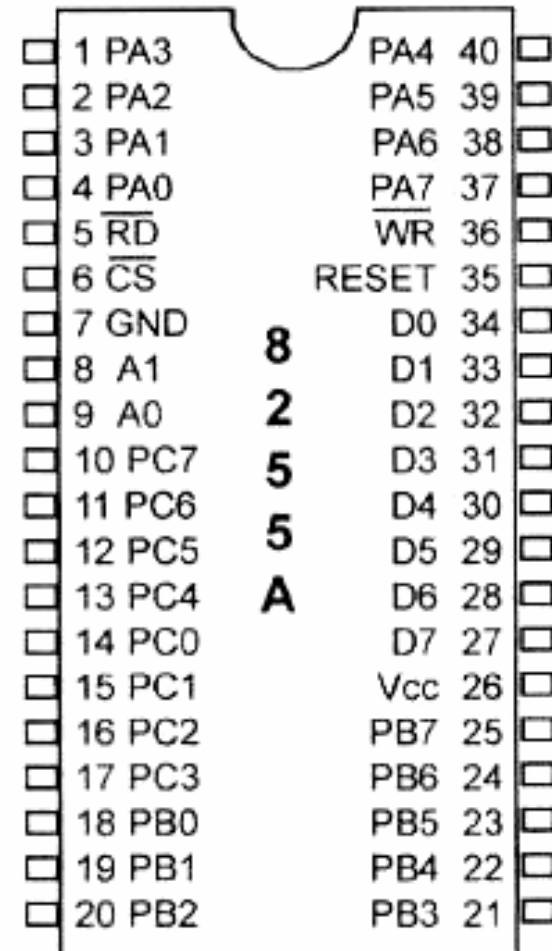 1 PA3 PA4 40
2 PA2 PA5 39
3 PA1 PA6 38
4 PA0 PA7 37
5 R̅D̅ W̅R̅ 36
6 C̅S̅ RESET 35
7 GND D0 34
8 A1 D1 33
9 A0 D2 32
10 PC7 D3 31
11 PC6 D4 30
12 PC5 D5 29
13 PC4 D6 28
14 PC0 D7 27
15 PC1 Vcc 26
16 PC2 PB7 25
17 PC3 PB6 24
18 PB0 PB5 23
19 PB1 PB4 22
20 PB2 PB3 21
8
2
5
5
A